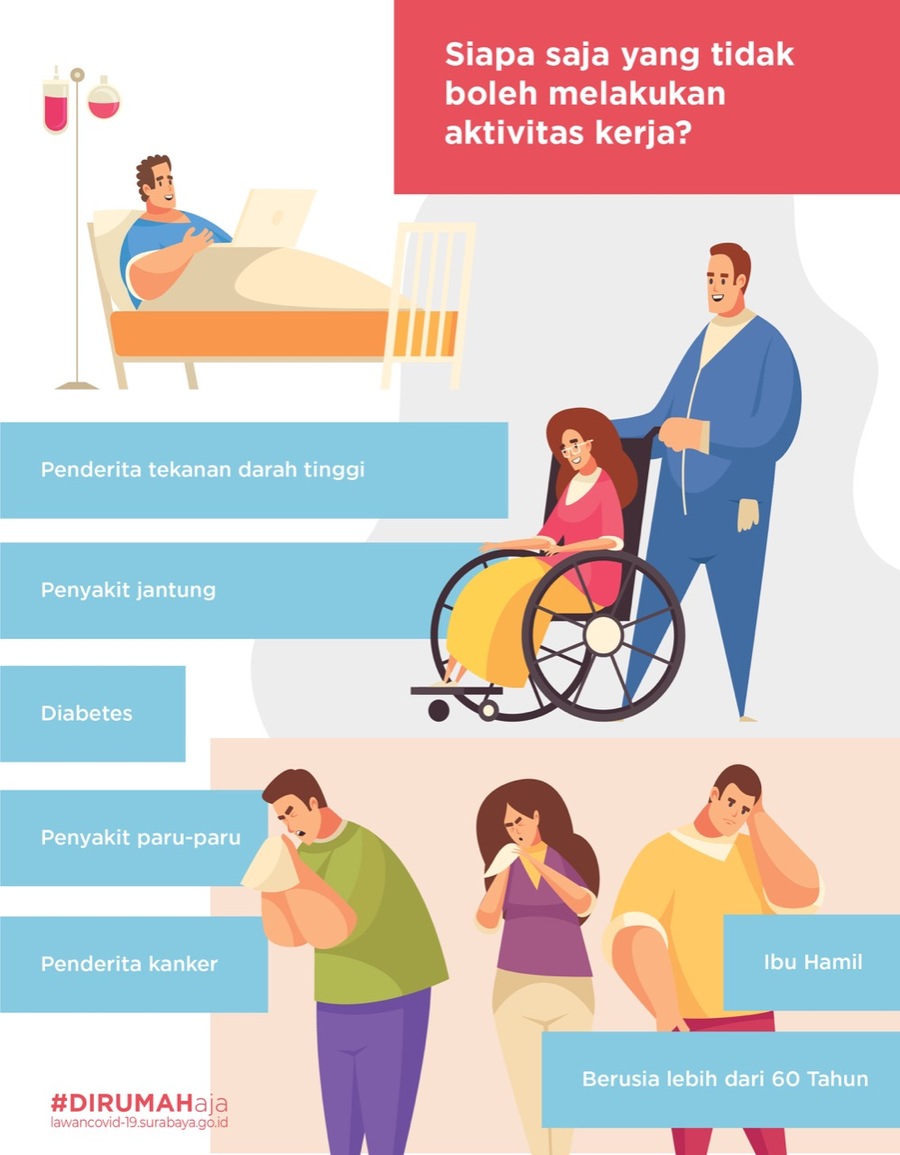 Siapa saja yang tidak
boleh melakukan
aktivitas kerja?
Penderita tekanan darah tinggi
Penyakit jantung
Diabetes
Penyakit paru-paru
Penderita kanker
Ibu Hamil
Berusia lebih dari 60 Tahun
#DIRUMAHaja
lawancovid-19.surabaya.go.id